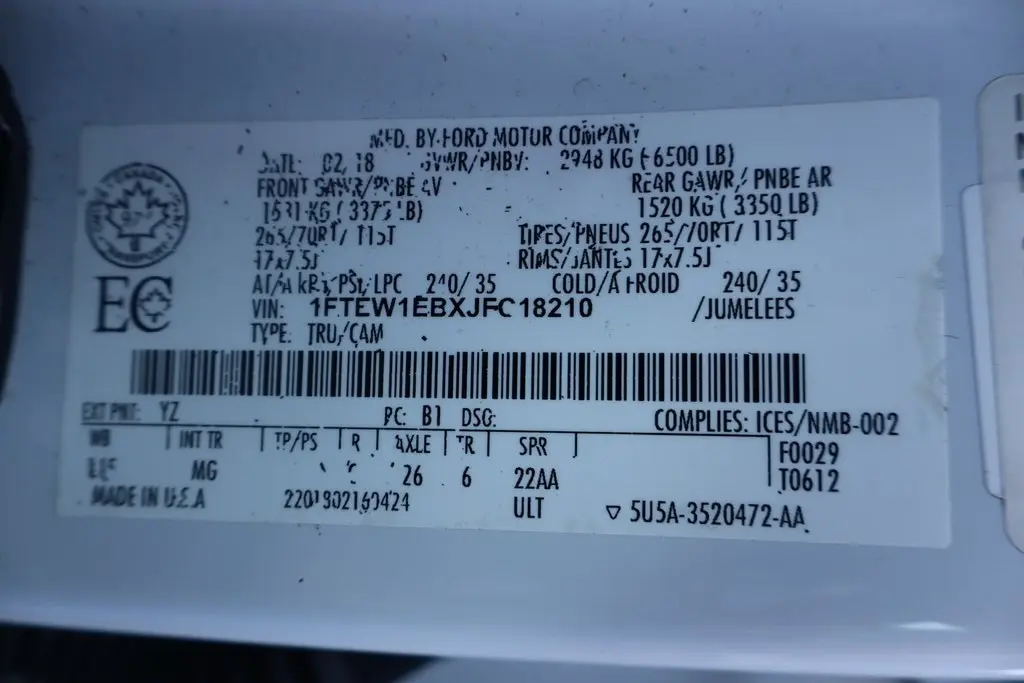 MFD. BY FORD MOTOR COMPANY
DATE: 02/18 GVWR/PNBV: 2948 KG (6500 LB)
FRONT GAWR/PNBE AV REAR GAWR/ PNBE AR
1531 KG ( 3375 LB) 1520 KG ( 3350 LB)
265/70R17 115T TIRES/PNEUS 265/70R17 115T
17x7.5J RIMS/JANTES 17x7.5J
AT/A kPa/PSI/LPC 240/ 35 COLD/A FROID 240/ 35
VIN: 1FTEW1EBXJFC18210 /JUMELEES
TYPE: TRU/CAM
CANADA
TRANSPORT
EC
EXT PNT: YZ RC: B1 DSO: COMPLIES: ICES/NMB-002
WB INT TR TP/PS R AXLE TR SPR F0029
MG 26 6 22AA T0612
MADE IN U.S.A ULT ▽ 5U5A-3520472-AA